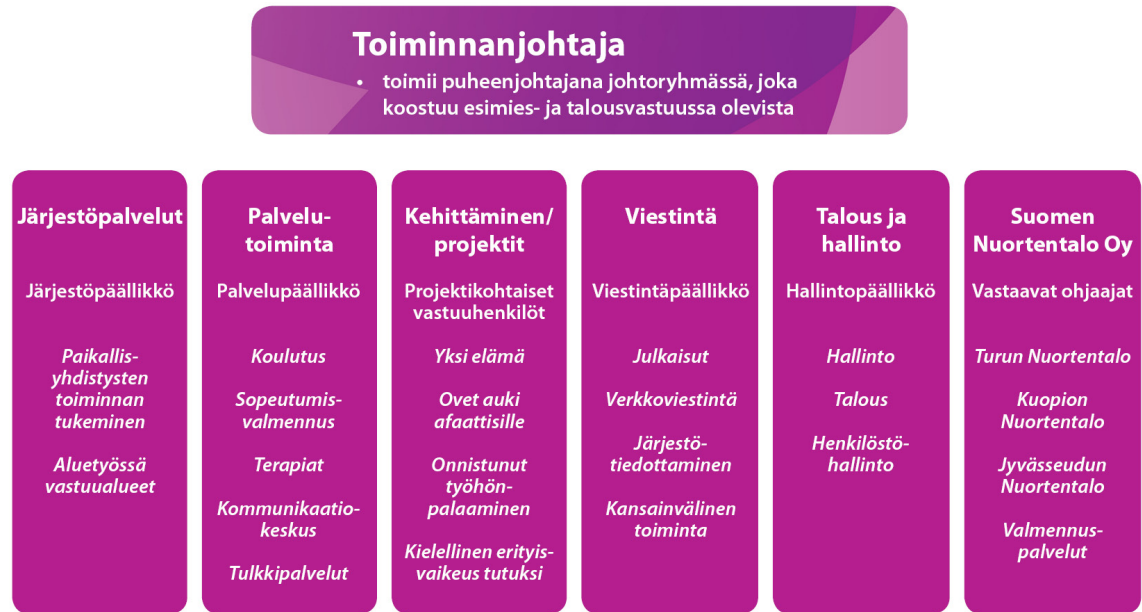 Toiminnanjohtaja
• toimii puheenjohtajana johtoryhmässä, joka
koostuu esimies- ja talousvastuussa olevista
Järjestöpalvelut
Järjestöpäällikkö
Paikallis-
yhdistysten
toiminnan
tukeminen
Aluetyössä
vastuualueet
Palvelu-
toiminta
Palvelupäällikkö
Koulutus
Sopeutumis-
valmennus
Terapiat
Kommunikaatio-
keskus
Tulkkipalvelut
Kehittäminen/
projektit
Projektikohtaiset
vastuuhenkilöt
Yksi elämä
Ovet auki
afaattisille
Onnistunut
työhön-
palaaminen
Kielellinen erityis-
vaikeus tutuksi
Viestintä
Viestintäpäällikkö
Julkaisut
Verkkoviestintä
Järjestö-
tiedottaminen
Kansainvälinen
toiminta
Talous ja
hallinto
Hallintopäällikkö
Hallinto
Talous
Henkilöstö-
hallinto
Suomen
Nuortentalo Oy
Vastaavat ohjaajat
Turun Nuortentalo
Kuopion
Nuortentalo
Jyvässeudun
Nuortentalo
Valmennus-
palvelut